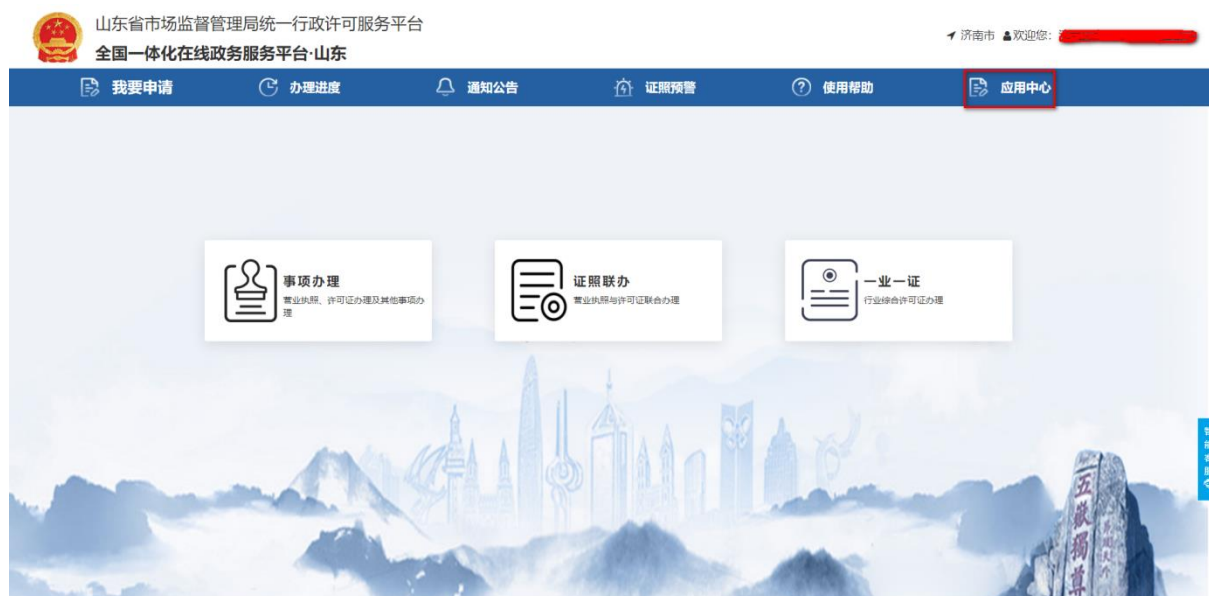 山东省市场监督管理局统一行政许可服务平台
全国一体化在线政务服务平台·山东
济南市 欢迎您:
我要申请 办理进度 通知公告 证照预警 使用帮助 应用中心
事项办理
营业执照、许可证办理及其他事项办
理
证照联办
营业执照与许可证联合办理
一业一证
行业综合许可证办理
智能客服
五嶽獨尊